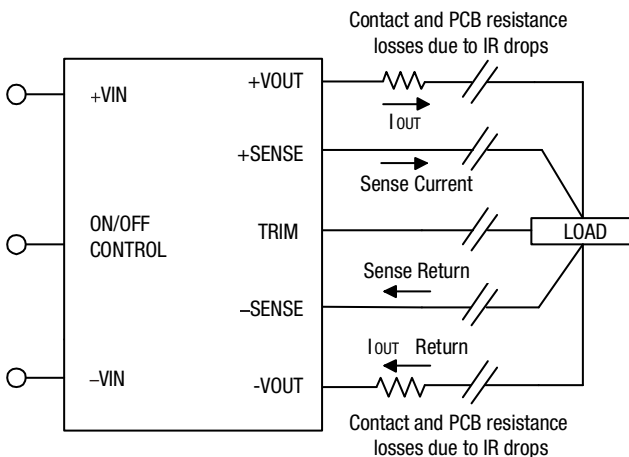 Contact and PCB resistance
losses due to IR drops
+VOUT
+VIN
IOUT
+SENSE
Sense Current
ON/OFF
CONTROL
TRIM
LOAD
Sense Return
−SENSE
IOUT Return
−VIN
-VOUT
Contact and PCB resistance
losses due to IR drops